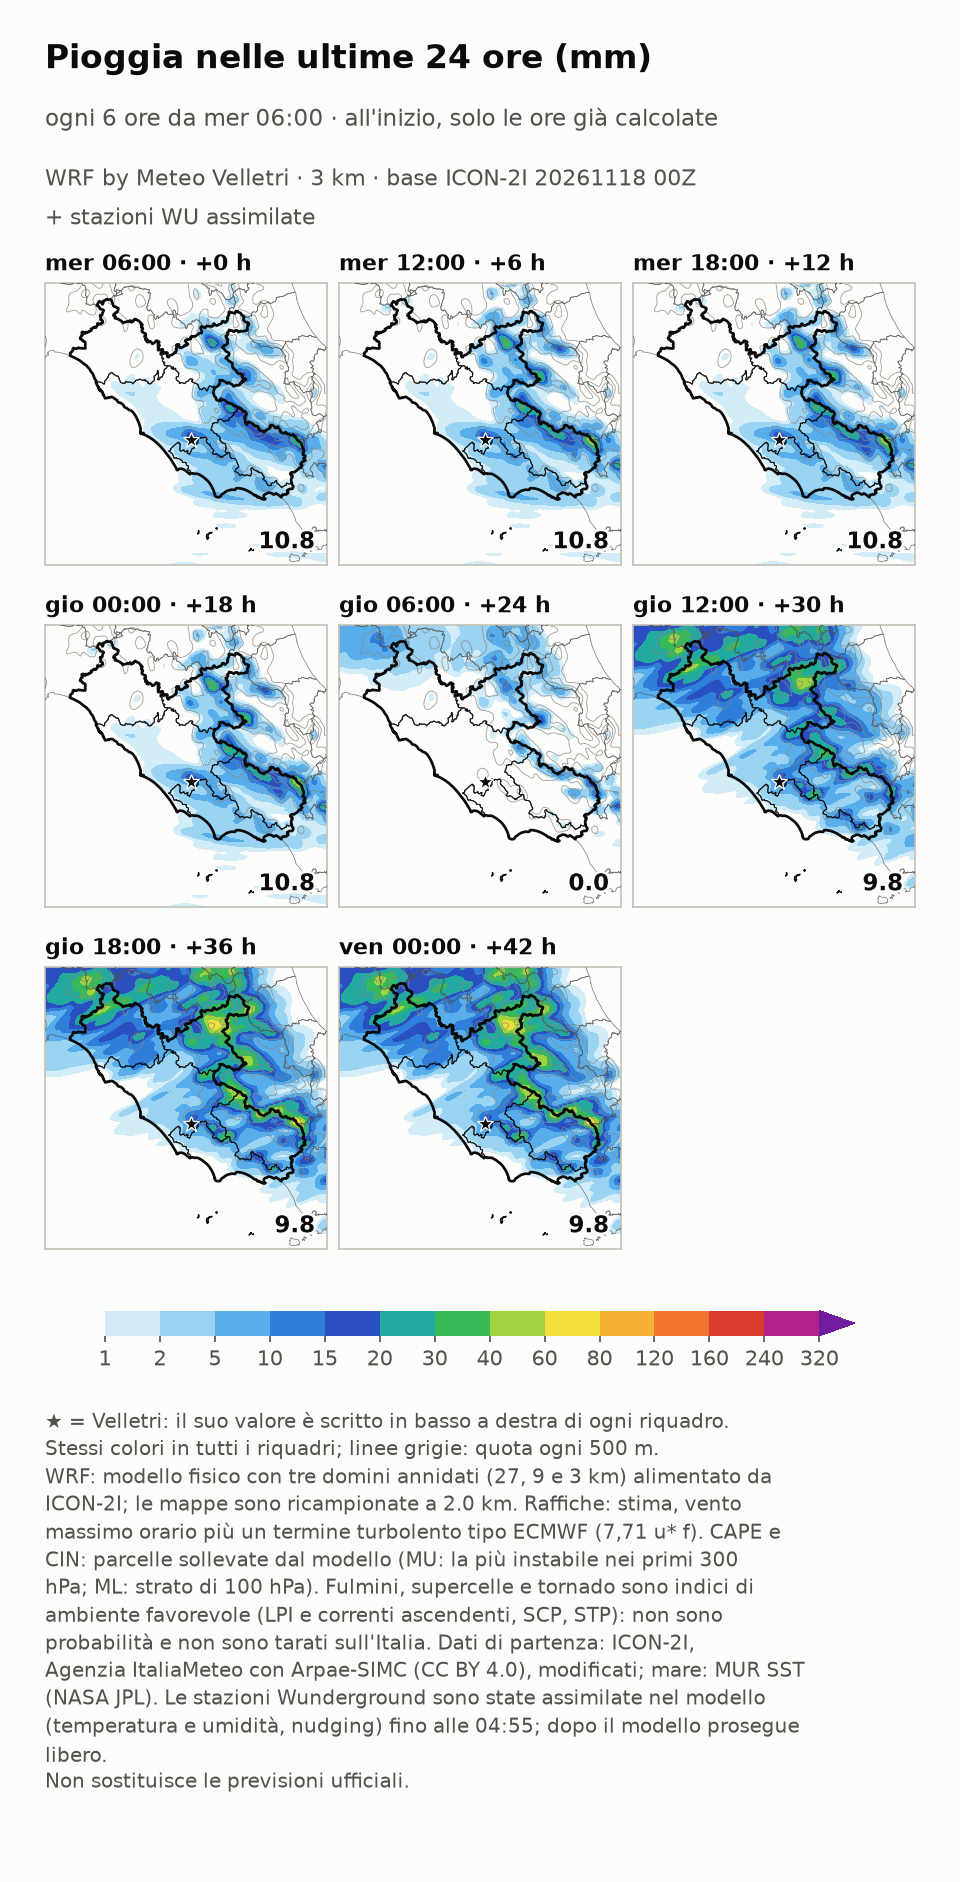 Pioggia nelle ultime 24 ore (mm)
ogni 6 ore da mer 06:00 · all'inizio, solo le ore già calcolate
WRF by Meteo Velletri · 3 km · base ICON-2I 20261118 00Z
+ stazioni WU assimilate
mer 06:00 · +0 h
mer 12:00 · +6 h
mer 18:00 · +12 h
10.8
10.8
10.8
gio 00:00 · +18 h
gio 06:00 · +24 h
gio 12:00 · +30 h
10.8
0.0
9.8
gio 18:00 · +36 h
ven 00:00 · +42 h
9.8
9.8
1 2 5 10 15 20 30 40 60 80 120 160 240 320
★ = Velletri: il suo valore è scritto in basso a destra di ogni riquadro.
Stessi colori in tutti i riquadri; linee grigie: quota ogni 500 m.
WRF: modello fisico con tre domini annidati (27, 9 e 3 km) alimentato da
ICON-2I; le mappe sono ricampionate a 2.0 km. Raffiche: stima, vento
massimo orario più un termine turbolento tipo ECMWF (7,71 u* f). CAPE e
CIN: parcelle sollevate dal modello (MU: la più instabile nei primi 300
hPa; ML: strato di 100 hPa). Fulmini, supercelle e tornado sono indici di
ambiente favorevole (LPI e correnti ascendenti, SCP, STP): non sono
probabilità e non sono tarati sull'Italia. Dati di partenza: ICON-2I,
Agenzia ItaliaMeteo con Arpae-SIMC (CC BY 4.0), modificati; mare: MUR SST
(NASA JPL). Le stazioni Wunderground sono state assimilate nel modello
(temperatura e umidità, nudging) fino alle 04:55; dopo il modello prosegue
libero.
Non sostituisce le previsioni ufficiali.